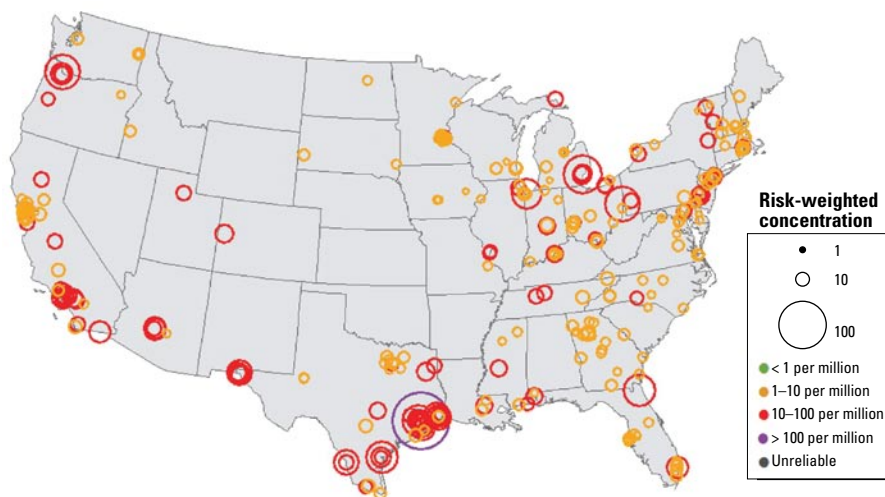 Risk-weighted
concentration
1
10
100
< 1 per million
1–10 per million
10–100 per million
> 100 per million
Unreliable